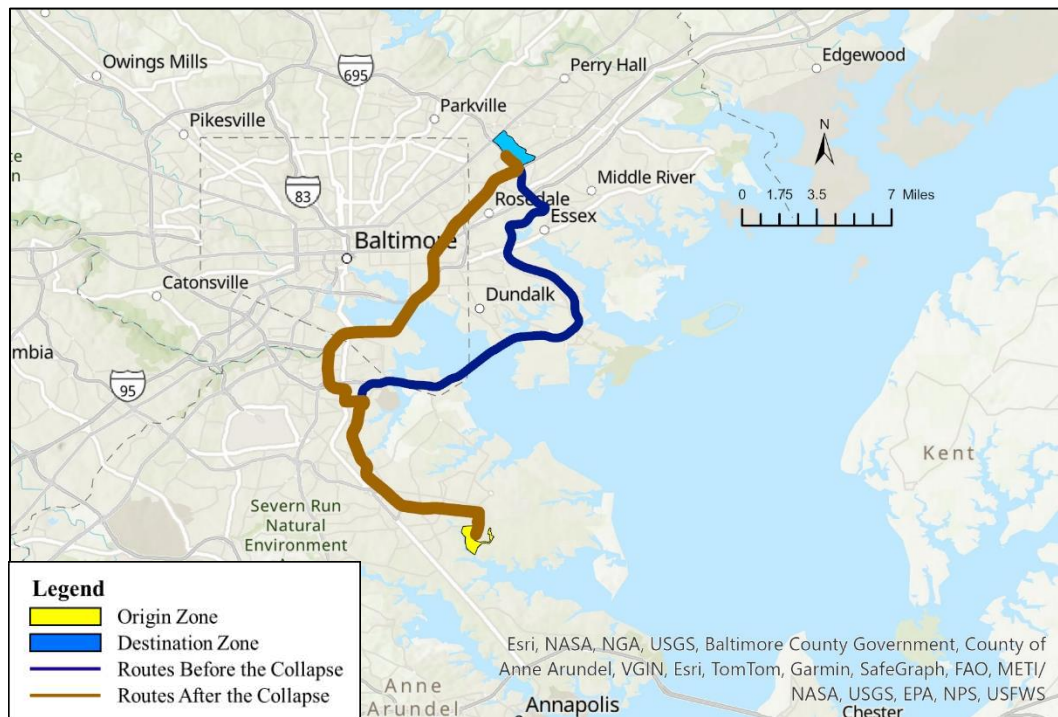 Owings Mills
695
Perry Hall
Edgewood
Parkville
Pikesville
N
83
Middle River
0 1.75 3.5 7 Miles
Rosedale
Essex
Baltimore
Catonsville
Dundalk
mbia
95
Kent
Severn Run
Natural
Environment
Legend
Origin Zone
Destination Zone
Routes Before the Collapse
Routes After the Collapse
Esri, NASA, NGA, USGS, Baltimore County Government, County of
Anne Arundel, VGIN, Esri, TomTom, Garmin, SafeGraph, FAO, METI/
NASA, USGS, EPA, NPS, USFWS
Anne
Arundel
Annapolis
Chester